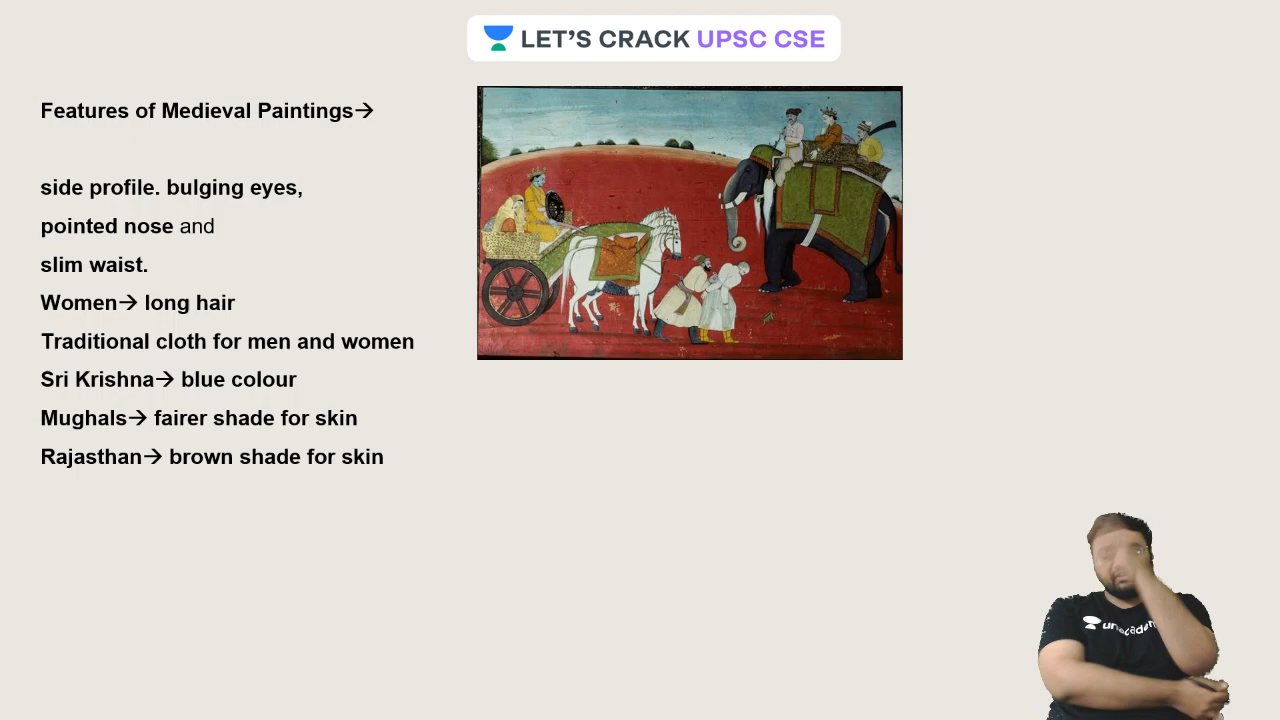 LET'S CRACK UPSC CSE
Features of Medieval Paintings→
side profile. bulging eyes,
pointed nose and
slim waist.
Women→ long hair
Traditional cloth for men and women
Sri Krishna→ blue colour
Mughals→ fairer shade for skin
Rajasthan→ brown shade for skin
unacademy